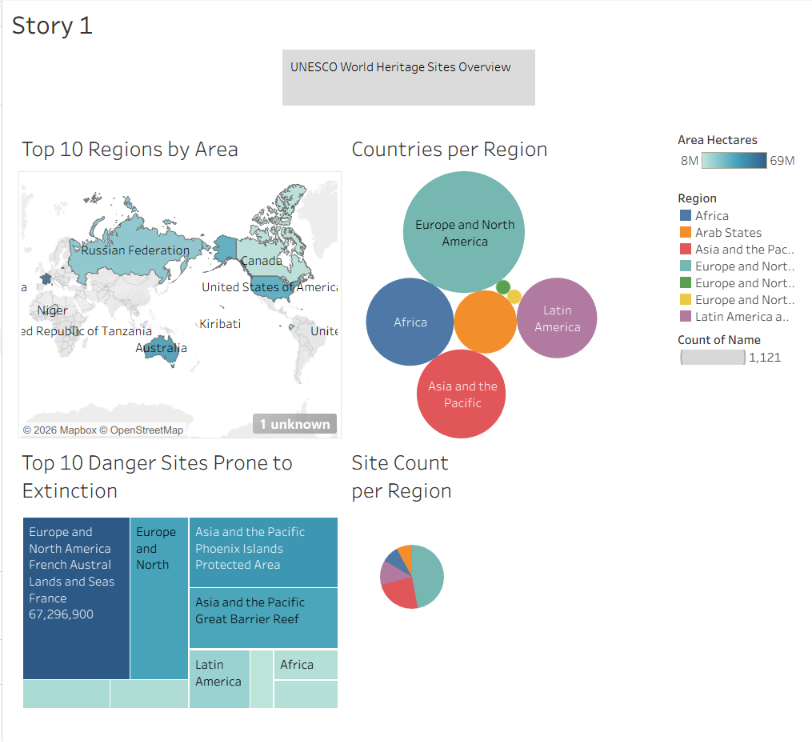 Story 1
UNESCO World Heritage Sites Overview
Top 10 Regions by Area
Russian Federation
Canada
a
United States of America
Niger
ed Republic of Tanzania
Kiribati
Unite
Australia
1 unknown
© 2026 Mapbox © OpenStreetMap
Countries per Region
Europe and North
America
Africa
Latin
America
Asia and the
Pacific
Area Hectares
8M
69M
Region
Africa
Arab States
Asia and the Pac..
Europe and Nort..
Europe and Nort..
Europe and Nort..
Latin America a..
Count of Name
1,121
Top 10 Danger Sites Prone to
Extinction
Europe and
North America
French Austral
Lands and Seas
France
67,296,900
Europe
and
North
Asia and the Pacific
Phoenix Islands
Protected Area
Asia and the Pacific
Great Barrier Reef
Latin
America
Africa
Site Count
per Region